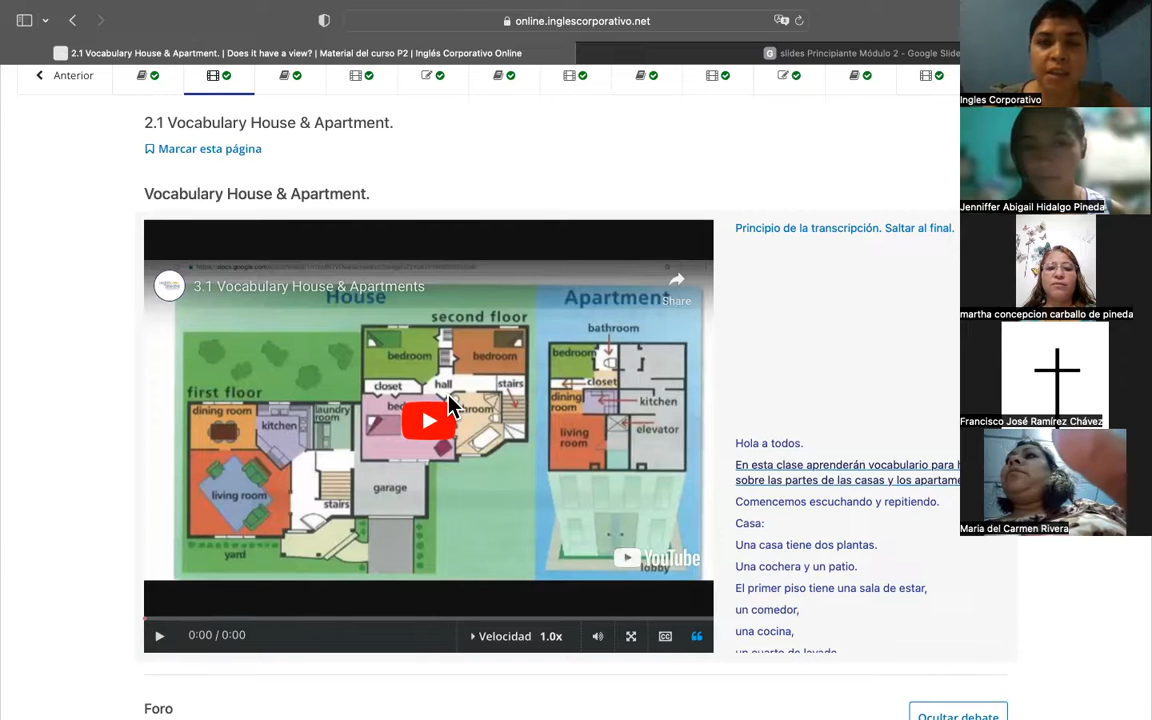 online.inglescorporativo.net
2.1 Vocabulary House & Apartment. | Does it have a view? | Material del curso P2 | Inglés Corporativo Online
slides Principiante Módulo 2 - Google Slide
Anterior
2.1 Vocabulary House & Apartment.
Marcar esta página
Vocabulary House & Apartment.
3.1 Vocabulary House & Apartments
Share
House
Apartment
second floor
bathroom
bedroom
bedroom
bedroom
closet
hall
stairs
closet
first floor
dining room
kitchen
laundry room
dining room
kitchen
elevator
living room
living room
garage
stairs
yard
YouTube
lobby
0:00 / 0:00
Velocidad 1.0x
Principio de la transcripción. Saltar al final.
Hola a todos.
En esta clase aprenderán vocabulario para
sobre las partes de las casas y los
Comencemos escuchando y repitiendo.
Casa:
Una casa tiene dos plantas.
Una cochera y un patio.
El primer piso tiene una sala de estar,
un comedor,
una cocina,
un cuarto de lavado
Foro
Ocultar debate
Ingles Corporativo
Jenniffer Abigail Hidalgo Pineda
martha concepcion carballo de pineda
Francisco José Ramírez Chávez
Maria del Carmen Rivera